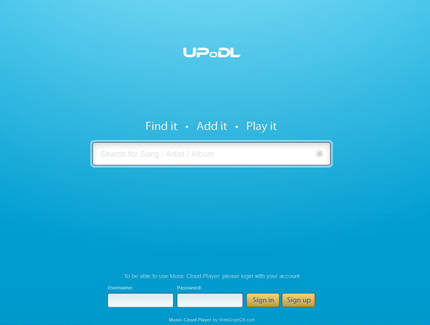 UPoDL
Find it • Add it • Play it
Search for Song / Artist / Album
To be able to use Music Cloud Player, please login with your account
Username: Password:
Sign in Sign up
Music Cloud Player by WebGraph24.com